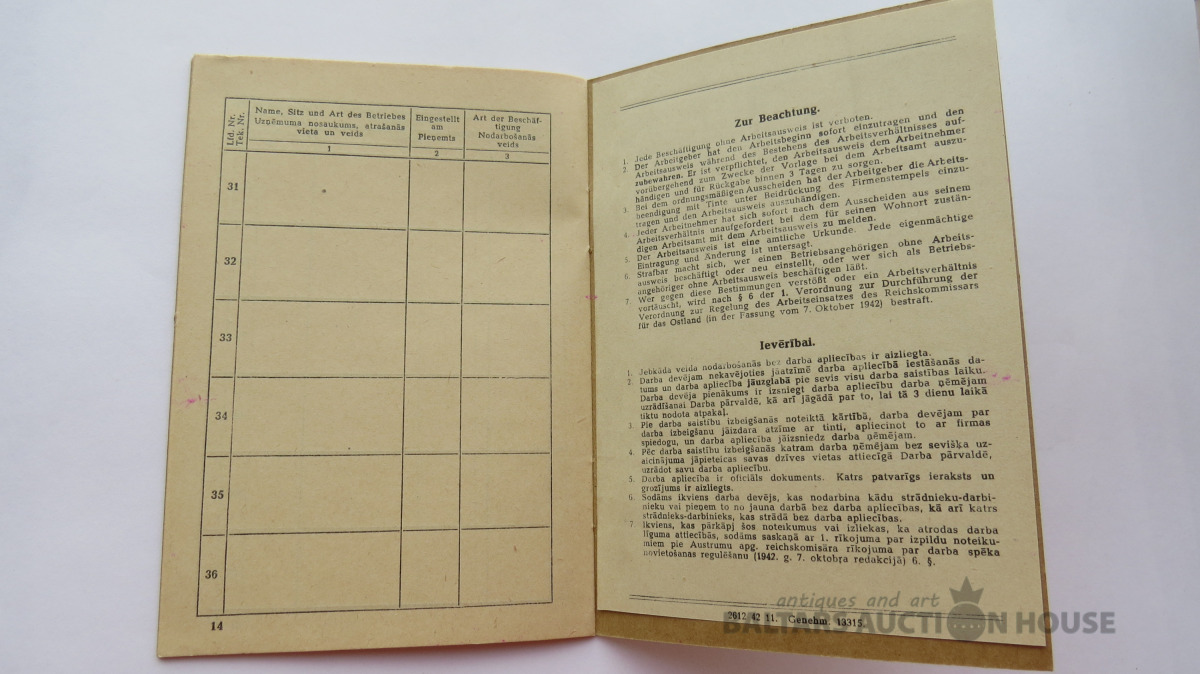 Lfd. Nr.
Tek. Nr.
Name, Sitz und Art des Betriebes
Uzņēmums nosaukums, atrašanās
vieta un veids
Eingestellt
am
Pieņemts
Art der Beschäf-
tigung
Nodarbošanās
veids
1
2
3
31
32
33
34
35
36
14
Zur Beachtung.
1. Jede Beschäftigung ohne Arbeitsausweis ist verboten.
2. Der Arbeitgeber hat den Arbeitsbeginn sofort einzutragen und den
Arbeitsausweis während des Bestehens des Arbeitsverhältnisses auf-
zubewahren. Er ist verpflichtet, den Arbeitsausweis dem Arbeitnehmer
vorübergehend zum Zwecke der Vorlage bei dem Arbeitsamt auszu-
händigen und für Rückgabe binnen 3 Tagen zu sorgen.
3. Bei dem ordnungsmäßigen Ausscheiden hat der Arbeitgeber die Arbeits-
beendigung mit Tinte unter Beidrückung des Firmenstempels einzu-
tragen und den Arbeitsausweis auszuhändigen.
4. Jeder Arbeitnehmer hat sich sofort nach dem Ausscheiden aus seinem
Arbeitsverhältnis unaufgefordert bei dem für seinen Wohnort zustän-
digen Arbeitsamt mit dem Arbeitsausweis zu melden.
5. Der Arbeitsausweis ist eine amtliche Urkunde. Jede eigenmächtige
Eintragung und Änderung ist untersagt.
6. Strafbar macht sich, wer einen Betriebsangehörigen ohne Arbeits-
ausweis beschäftigt oder neu einstellt, oder wer sich als Betriebs-
angehöriger ohne Arbeitsausweis beschäftigen läßt.
7. Wer gegen diese Bestimmungen verstößt oder ein Arbeitsverhältnis
vortäuscht, wird nach § 6 der 1. Verordnung zur Durchführung der
Verordnung zur Regelung des Arbeitseinsatzes des Reichskommissars
für das Ostland (in der Fassung vom 7. Oktober 1942) bestraft.
Ievērībai.
1. Jebkāda veida nodarbošanās bez darba apliecības ir aizliegta.
2. Darba devējam nekavējoties jāatzīmē darba apliecībā iestāšanās da-
tums un darba apliecība jāuzglabā pie sevis visu darba saistības laiku.
Darba devēja pienākums ir izsniegt darba apliecību darba ņēmējam
uzrādīšanai Darba pārvaldē, kā arī jāgādā par to, lai tā 3 dienu laikā
tiktu nodota atpakaļ.
3. Pie darba saistību izbeigšanās noteiktā kārtībā, darba devējam par
darba izbeigšanu jāizdara atzīme ar tinti, apliecinot to ar firmas
spiedogu, un darba apliecība jāizsniedz darba ņēmējam.
4. Pēc darba saistību izbeigšanās katram darba ņēmējam bez sevišķa uz-
aicinājuma jāpieteicas savas dzīves vietas attiecīgā Darba pārvaldē,
uzrādot savu darba apliecību.
5. Darba apliecība ir oficiāls dokuments. Katrs patvarīgs ieraksts un
grozījums ir aizliegts.
6. Sodāms ikviens darba devējs, kas nodarbina kādu strādnieku-darbi-
nieku vai pieņem to no jauna darbā bez darba apliecības, kā arī katrs
strādnieks-darbinieks, kas strādā bez darba apliecības.
7. Ikviens, kas pārkāpj šos noteikumus vai izliekas, ka atrodas darba
līguma attiecībās, sodāms saskaņā ar 1. rīkojuma par izpildu noteiku-
miem pie Austrumu apg. reichskomisāra rīkojuma par darba spēka
novietošanas regulēšanu (1942. g. 7. oktobra redakcijā) 6. §.
2612 42 11. Genehm. 13315.
antiques and art
BALTARS AUCTION HOUSE